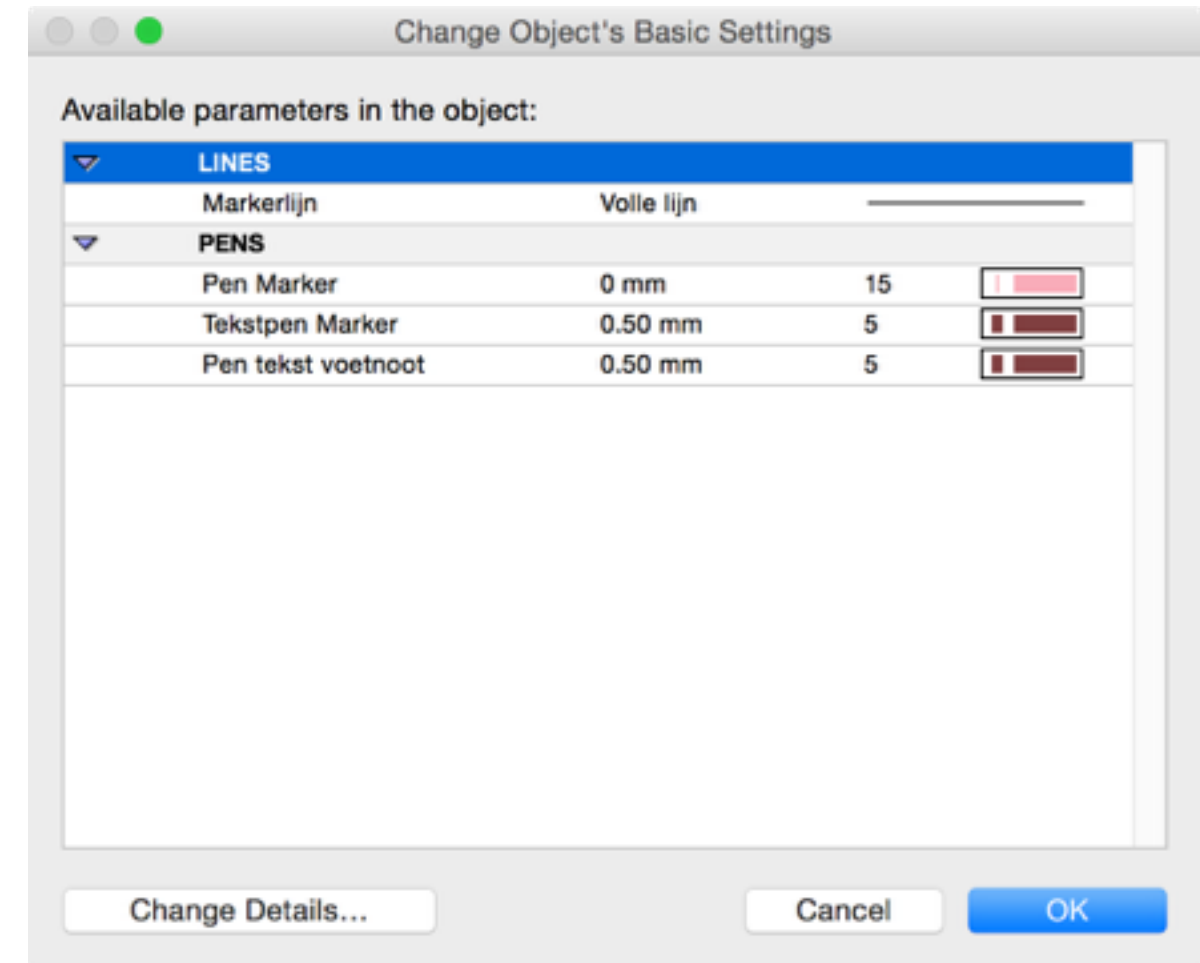 Change Object's Basic Settings
Available parameters in the object:
LINES
Markerlijn Volle lijn
PENS
Pen Marker 0 mm 15
Tekstpen Marker 0.50 mm 5
Pen tekst voetnoot 0.50 mm 5
Change Details... Cancel OK